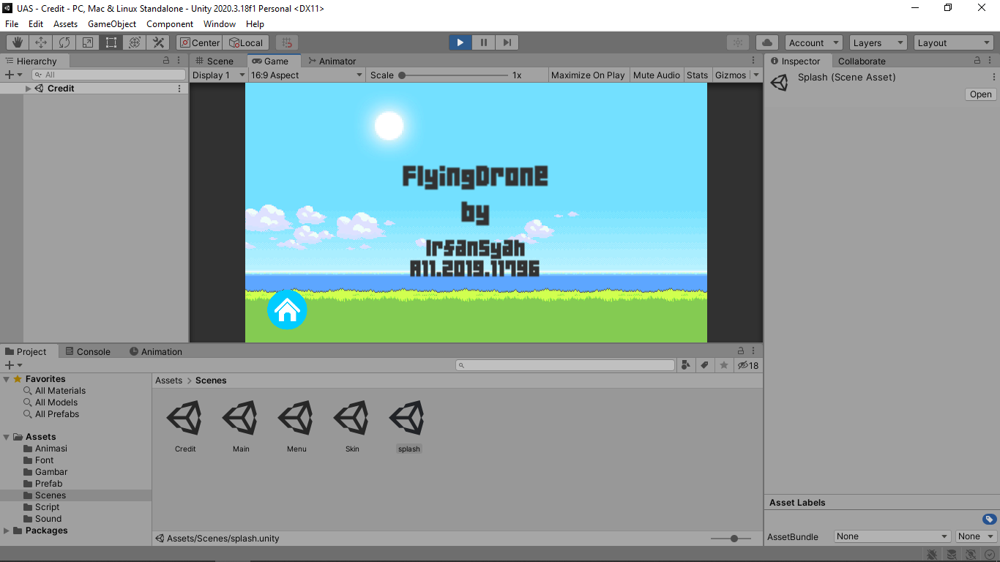 UAS - Credit - PC, Mac & Linux Standalone - Unity 2020.3.18f1 Personal <DX11>
File Edit Assets GameObject Component Window Help
Center Local Account Layers Layout
Hierarchy Scene Game Animator Inspector Collaborate
All Display 1 16:9 Aspect Scale 1x Maximize On Play Mute Audio Stats Gizmos Splash (Scene Asset)
Credit
Open
FlyingDrone
by
Irfansyah
A11.2019.11796
Project Console Animation
18
Favorites Assets > Scenes
All Materials
All Models
All Prefabs
Assets
Animasi
Credit Main Menu Skin splash
Font
Gambar
Prefab
Scenes
Script
Sound
Packages
Asset Labels
Assets/Scenes/splash.unity
AssetBundle None None